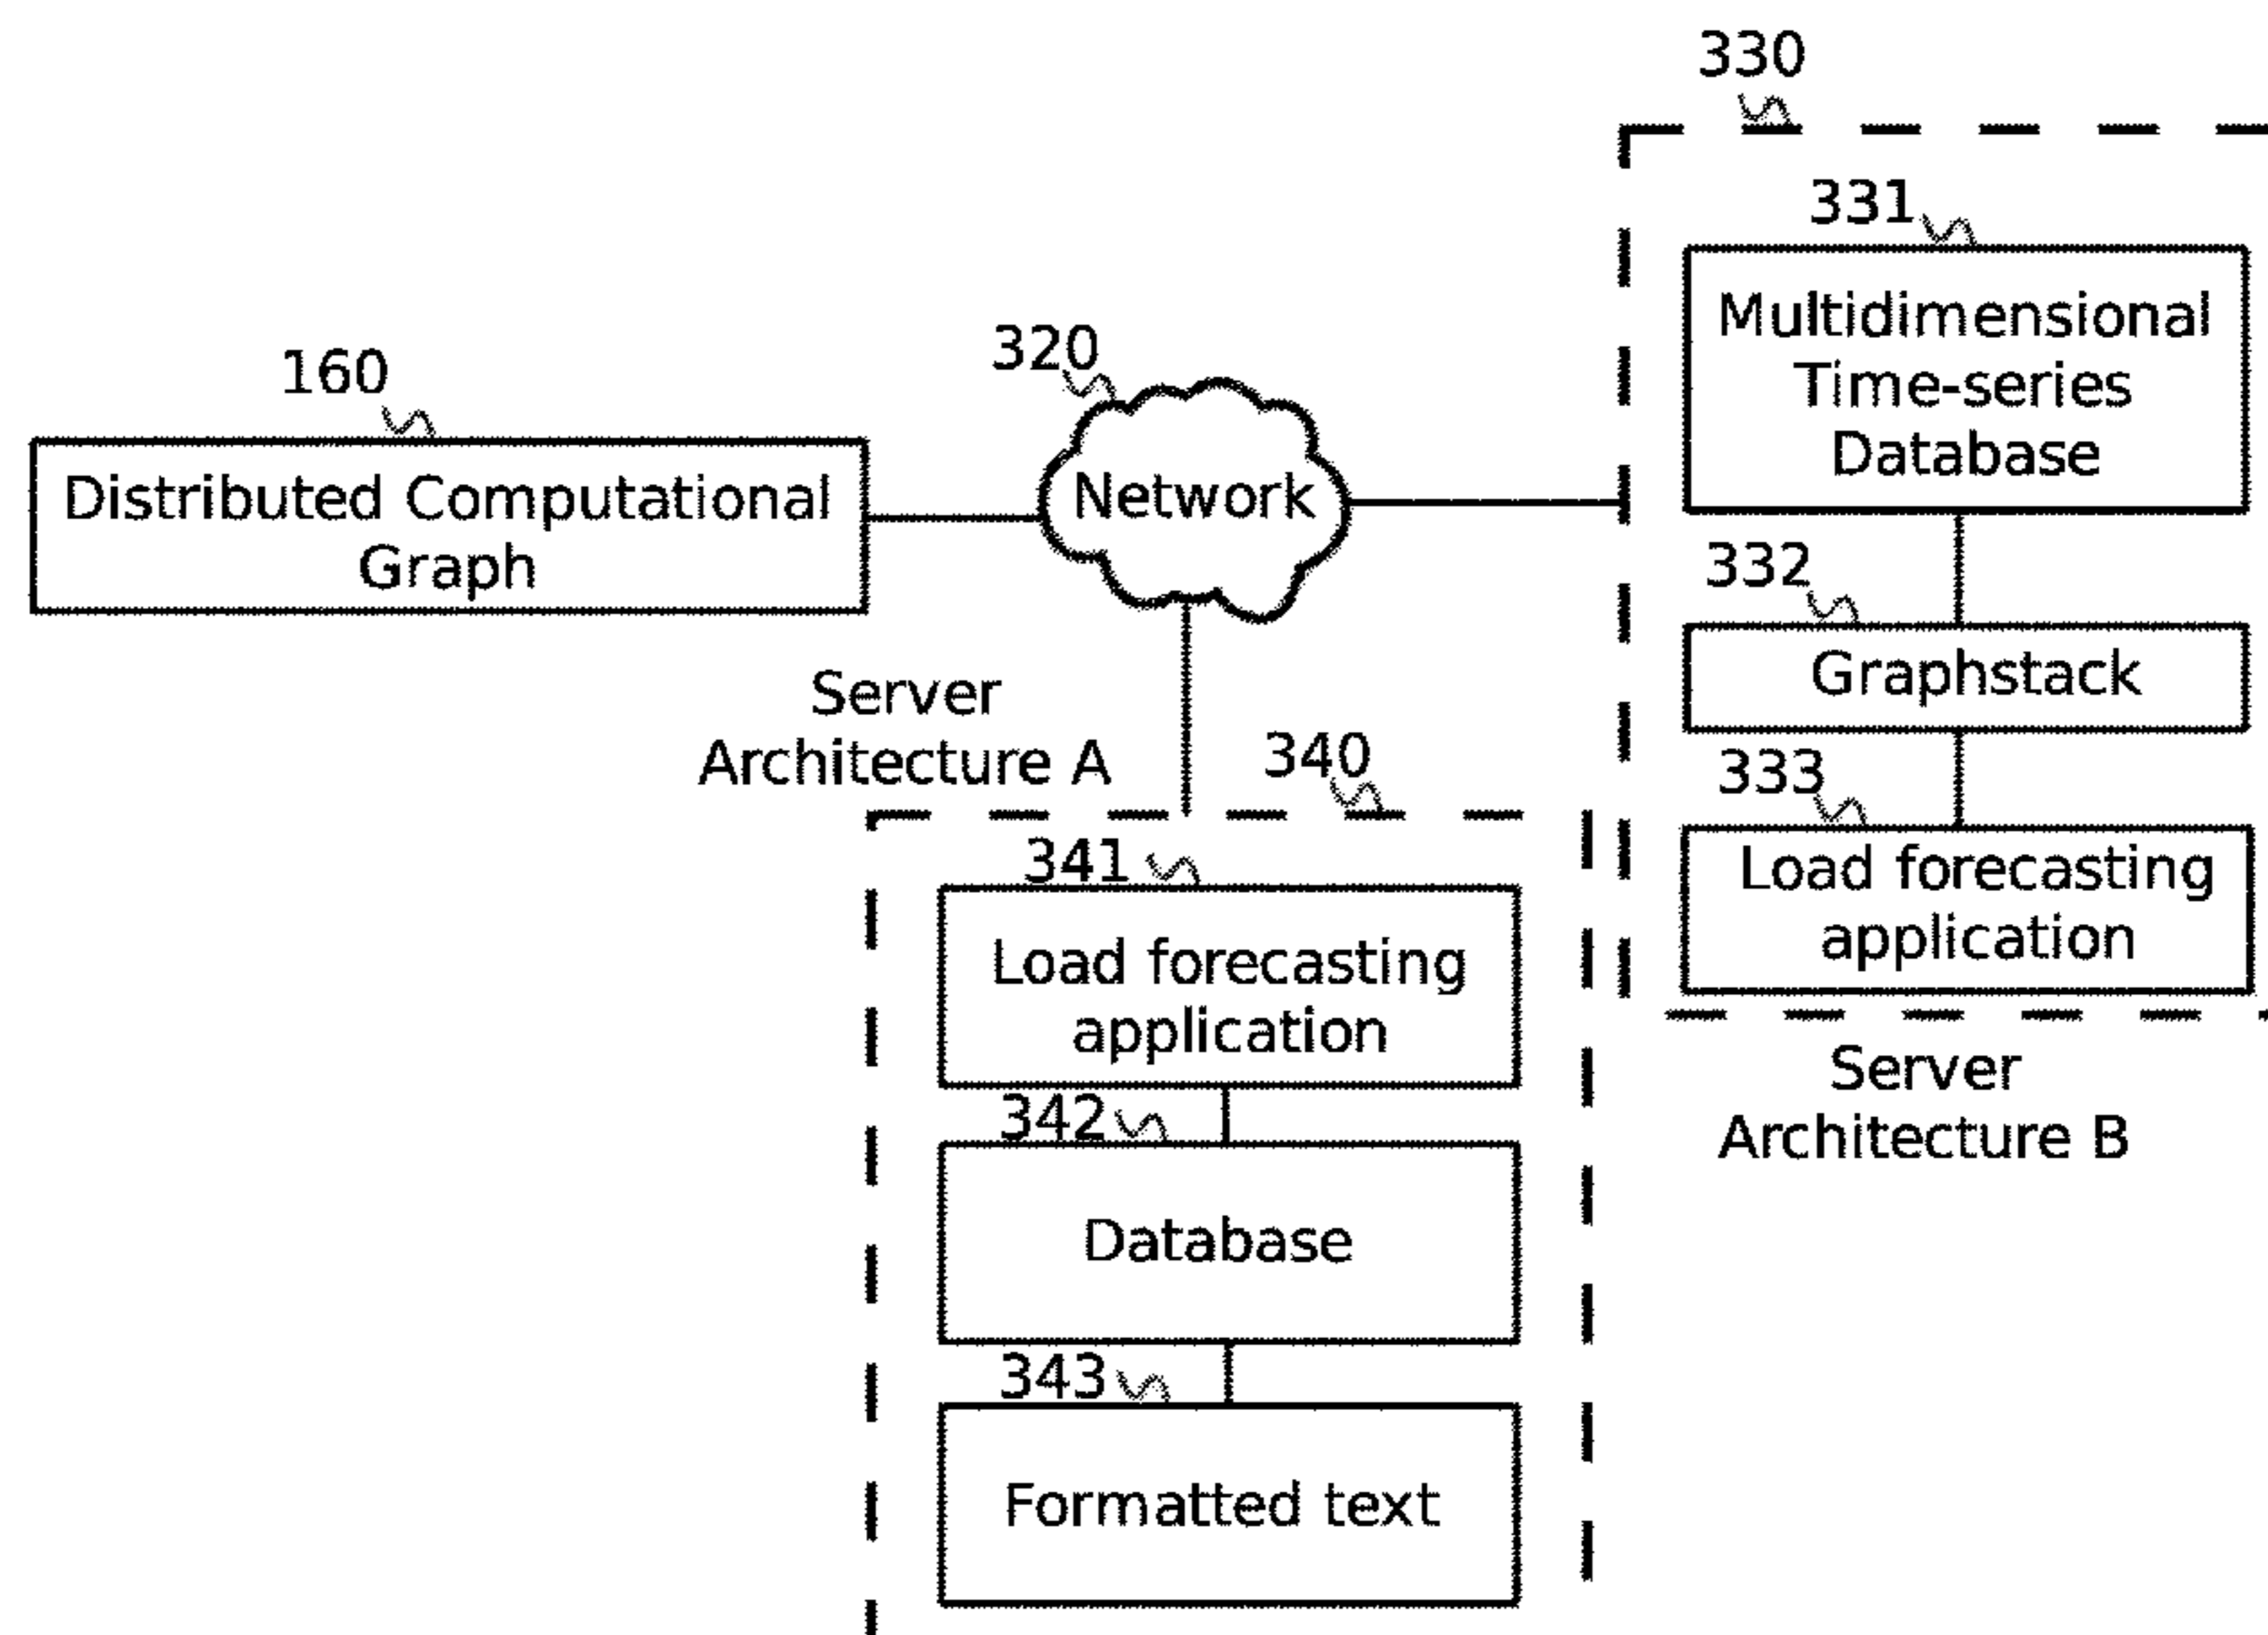 330
331
Multidimensional
Time-series
Database
320
160
Distributed Computational
Graph
Network
332
Graphstack
Server
Architecture A
340
333
Load forecasting
application
341
Load forecasting
application
Server
Architecture B
342
Database
343
Formatted text